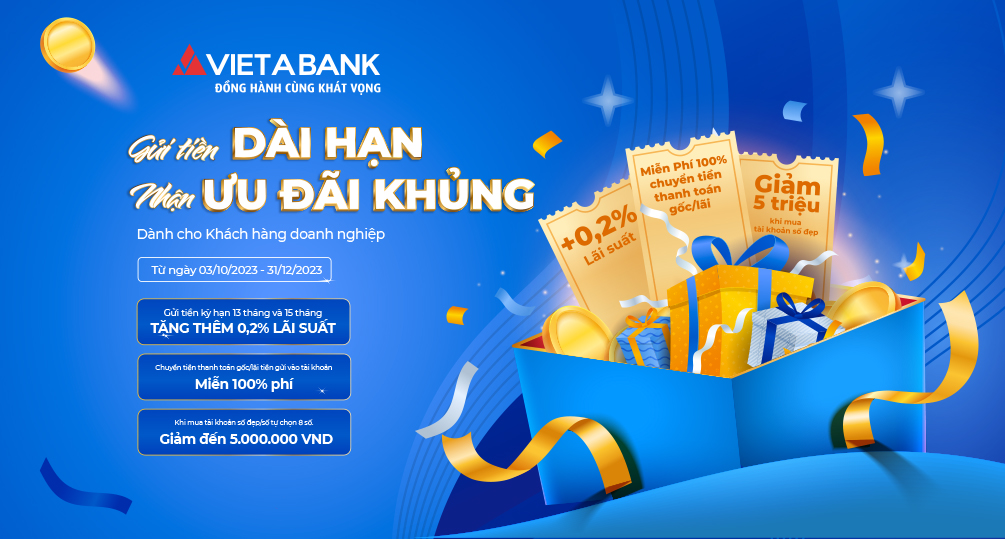 VIETABANK
ĐỒNG HÀNH CÙNG KHÁT VỌNG
Gửi tiền DÀI HẠN
Nhận ƯU ĐÃI KHỦNG
Dành cho Khách hàng doanh nghiệp
Từ ngày 03/10/2023 - 31/12/2023
Gửi tiền kỳ hạn 13 tháng và 15 tháng
TẶNG THÊM 0,2% LÃI SUẤT
Chuyển tiền thanh toán gốc/lãi tiền gửi vào tài khoản
Miễn 100% phí
Khi mua tài khoản số đẹp/số tự chọn 8 số.
Giảm đến 5.000.000 VND
+0,2%
Lãi suất
Miễn Phí 100%
chuyển tiền
thanh toán
gốc/lãi
Giảm
5 triệu
khi mua
tài khoản số đẹp